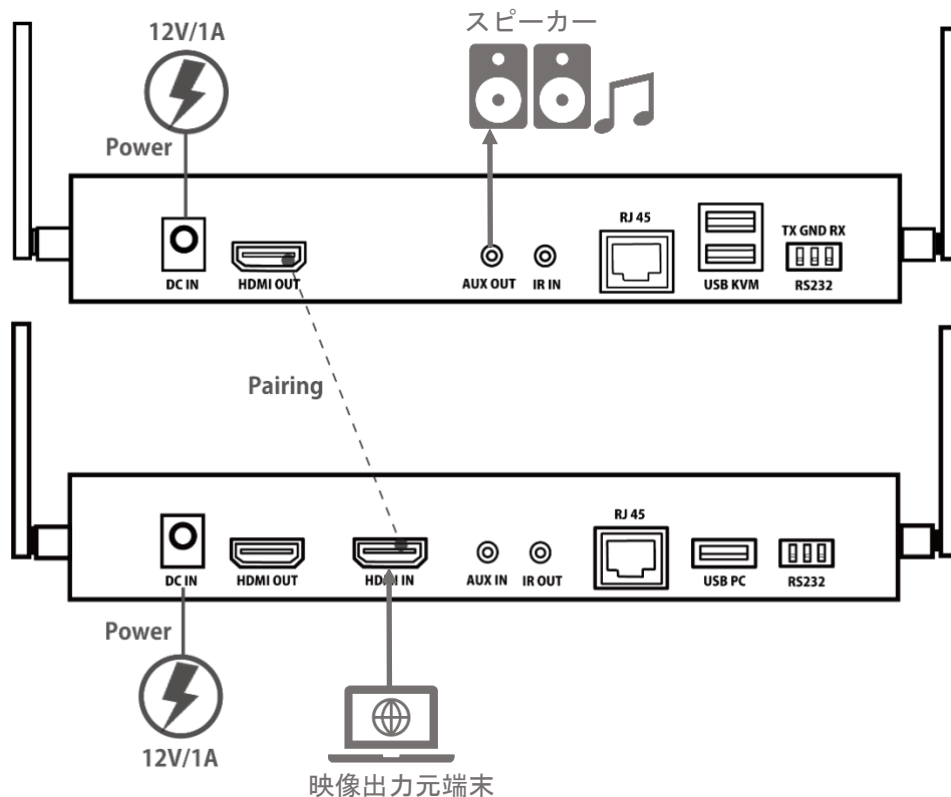 スピーカー
12V/1A
Power
RJ 45
TX GND RX
DC IN
HDMI OUT
AUX OUT
IR IN
USB KVM
RS232
Pairing
RJ 45
DC IN
HDMI OUT
HDMI IN
AUX IN
IR OUT
USB PC
RS232
Power
12V/1A
映像出力元端末